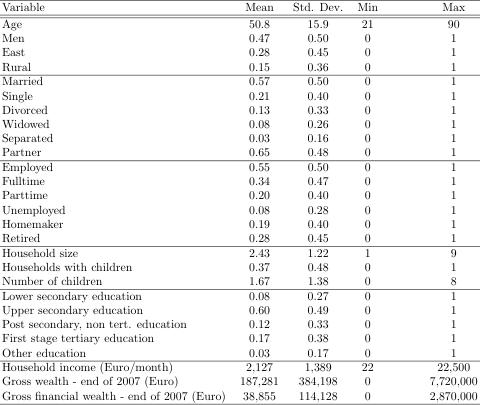 Variable Mean Std. Dev. Min Max
Age 50.8 15.9 21 90
Men 0.47 0.50 0 1
East 0.28 0.45 0 1
Rural 0.15 0.36 0 1
Married 0.57 0.50 0 1
Single 0.21 0.40 0 1
Divorced 0.13 0.33 0 1
Widowed 0.08 0.26 0 1
Separated 0.03 0.16 0 1
Partner 0.65 0.48 0 1
Employed 0.55 0.50 0 1
Fulltime 0.34 0.47 0 1
Parttime 0.20 0.40 0 1
Unemployed 0.08 0.28 0 1
Homemaker 0.19 0.40 0 1
Retired 0.28 0.45 0 1
Household size 2.43 1.22 1 9
Households with children 0.37 0.48 0 1
Number of children 1.67 1.38 0 8
Lower secondary education 0.08 0.27 0 1
Upper secondary education 0.60 0.49 0 1
Post secondary, non tert. education 0.12 0.33 0 1
First stage tertiary education 0.17 0.38 0 1
Other education 0.03 0.17 0 1
Household income (Euro/month) 2,127 1,389 22 22,500
Gross wealth - end of 2007 (Euro) 187,281 384,198 0 7,720,000
Gross financial wealth - end of 2007 (Euro) 38,855 114,128 0 2,870,000